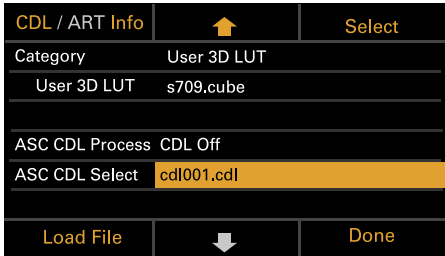 CDL / ART Info Select
Category User 3D LUT
User 3D LUT s709.cube
ASC CDL Process CDL Off
ASC CDL Select cdl001.cdl
Load File Done